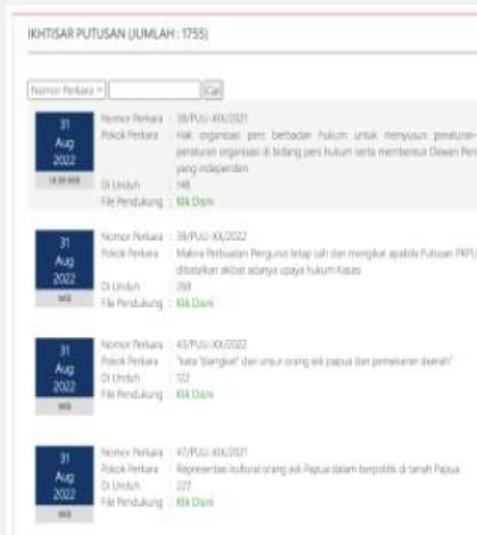 IKHTISAR PUTUSAN (JUMLAH : 1755)
Nomor Perkara
Cari
31
Aug
2022
WIB
Nomor Perkara : 38/PUU-XIX/2021
Pokok Perkara : Hak organisasi pers berbadan hukum untuk menyusun peraturan-
peraturan organisasi di bidang pers hukum serta membentuk Dewan Pers
yang independen
Di Unduh : 148
File Pendukung : Klik Disini
31
Aug
2022
WIB
Nomor Perkara : 38/PUU-XX/2022
Pokok Perkara : Makna Perbuatan Pengurus tetap sah dan mengikat apabila Putusan PKPU
dibatalkan akibat adanya upaya hukum Kasasi
Di Unduh :
File Pendukung : Klik Disini
31
Aug
2022
WIB
Nomor Perkara : 43/PUU-XX/2022
Pokok Perkara : "kata "diangkat" dari unsur orang asli papua dan pemekaran daerah"
Di Unduh : 122
File Pendukung : Klik Disini
31
Aug
2022
WIB
Nomor Perkara : 47/PUU-XIX/2021
Pokok Perkara : Representasi kultural orang asli Papua dalam berpolitik di tanah Papua
Di Unduh : 227
File Pendukung : Klik Disini